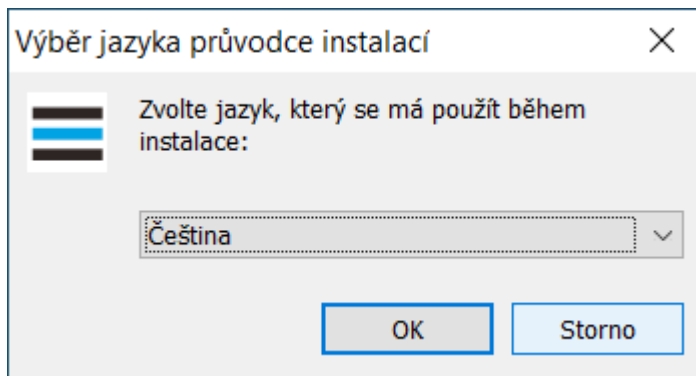 Výběr jazyka průvodce instalací
Zvolte jazyk, který se má použít během
instalace:
Čeština
OK
Storno